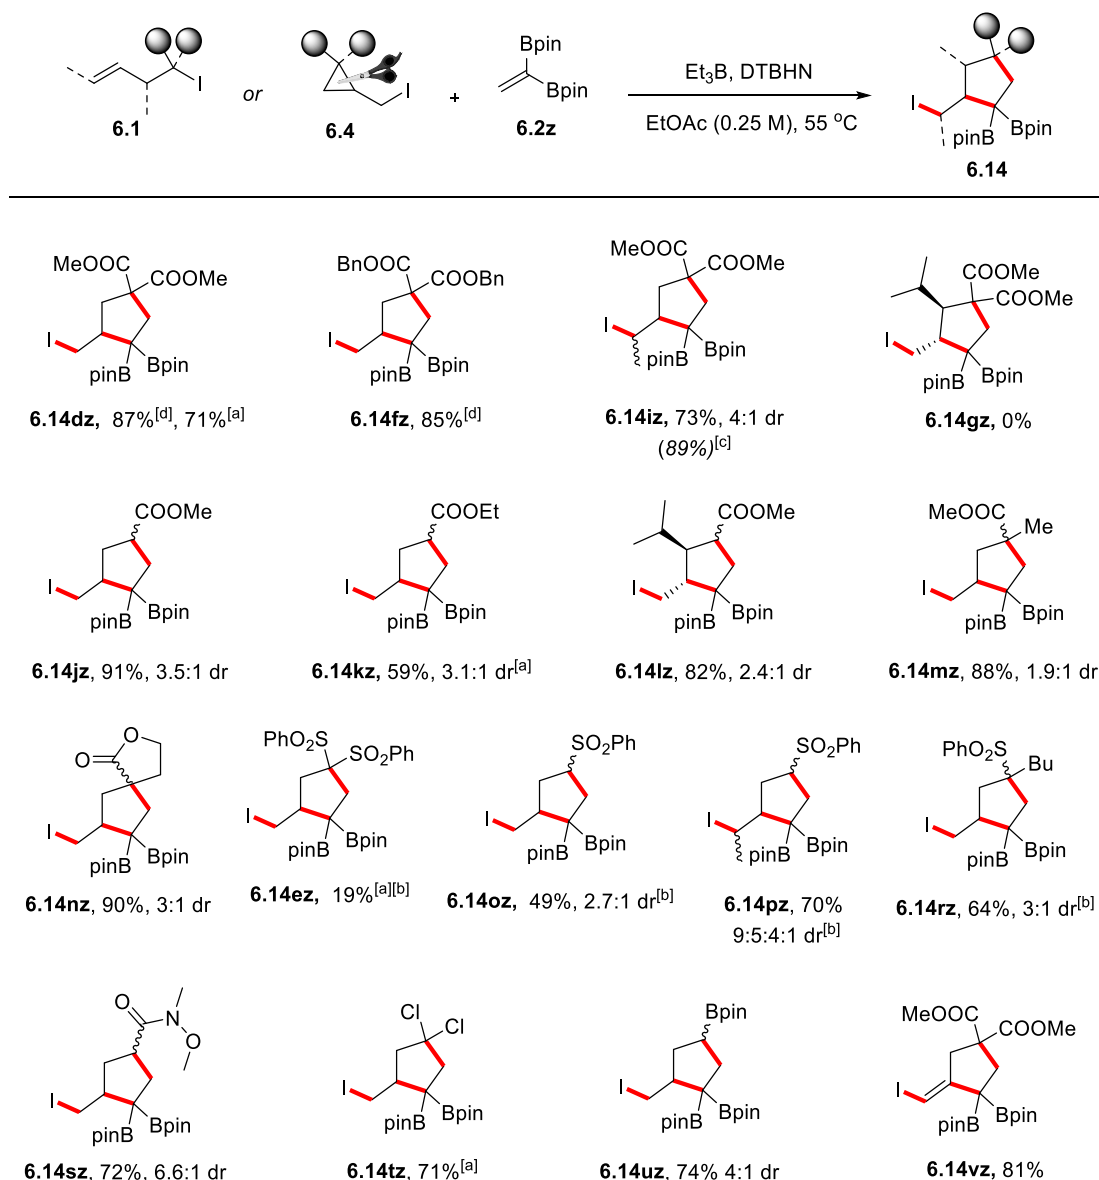 Bpin
I
or
I
+
Bpin
Et3B, DTBHN
EtOAc (0.25 M), 55 °C
I
pinB
Bpin
6.1
6.4
6.2z
6.14
MeOOC
COOMe
I
pinB
Bpin
6.14dz, 87%[d], 71%[a]
BnOOC
COOBn
I
pinB
Bpin
6.14fz, 85%[d]
MeOOC
COOMe
I
pinB
Bpin
6.14iz, 73%, 4:1 dr
(89%)[c]
COOMe
COOMe
I
pinB
Bpin
6.14gz, 0%
COOMe
I
pinB
Bpin
6.14jz, 91%, 3.5:1 dr
COOEt
I
pinB
Bpin
6.14kz, 59%, 3.1:1 dr[a]
COOMe
I
pinB
Bpin
6.14lz, 82%, 2.4:1 dr
MeOOC
Me
I
pinB
Bpin
6.14mz, 88%, 1.9:1 dr
O
O
I
pinB
Bpin
6.14nz, 90%, 3:1 dr
PhO2S
SO2Ph
I
pinB
Bpin
6.14ez, 19%[a][b]
SO2Ph
I
pinB
Bpin
6.14oz, 49%, 2.7:1 dr[b]
SO2Ph
I
pinB
Bpin
6.14pz, 70%
9:5:4:1 dr[b]
PhO2S
Bu
I
pinB
Bpin
6.14rz, 64%, 3:1 dr[b]
O
N
O
I
pinB
Bpin
6.14sz, 72%, 6.6:1 dr
Cl
Cl
I
pinB
Bpin
6.14tz, 71%[a]
Bpin
I
pinB
Bpin
6.14uz, 74% 4:1 dr
MeOOC
COOMe
I
pinB
Bpin
6.14vz, 81%